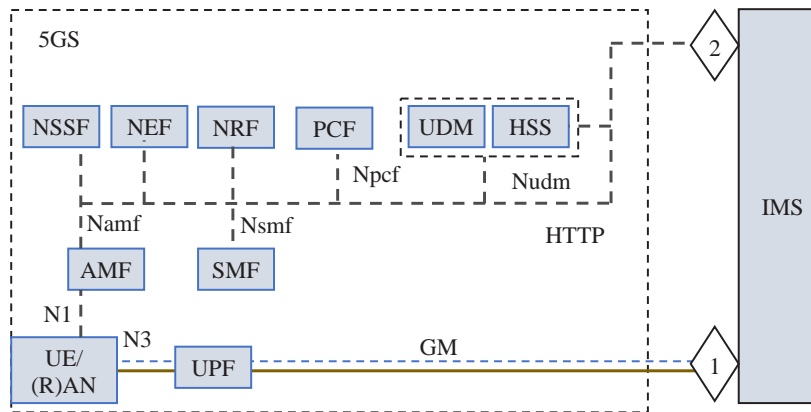 5GS
2
NSSF
NEF
NRF
PCF
UDM
HSS
Npcf
Nudm
IMS
Namf
Nsmf
HTTP
AMF
SMF
N1
N3
GM
UE/
(R)AN
UPF
1